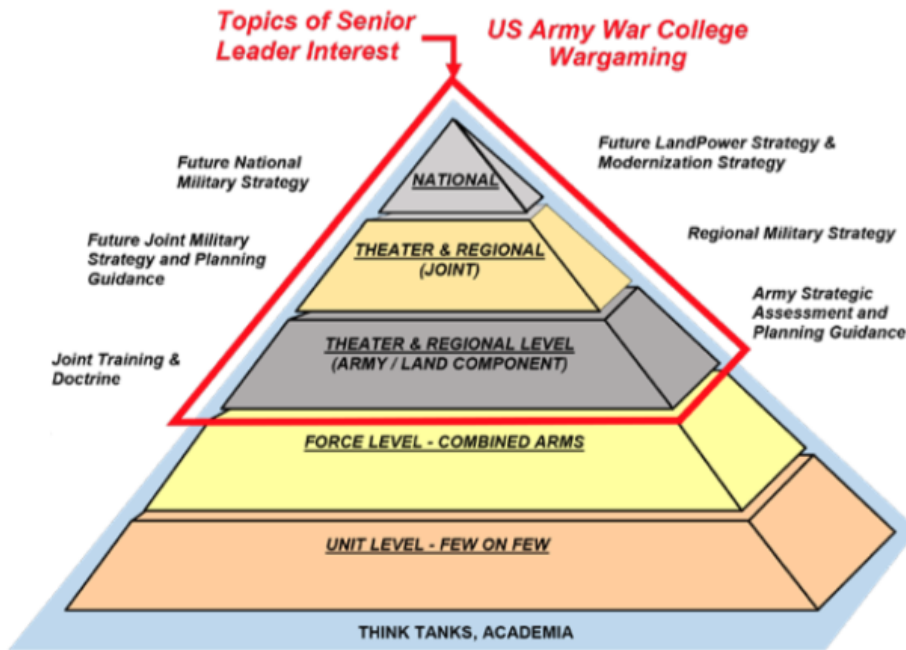 Topics of Senior
Leader Interest
US Army War College
Wargaming
Future National
Military Strategy
Future LandPower Strategy &
Modernization Strategy
NATIONAL
Future Joint Military
Strategy and Planning
Guidance
THEATER & REGIONAL
(JOINT)
Regional Military Strategy
Army Strategic
Assessment and
Planning Guidance
Joint Training &
Doctrine
THEATER & REGIONAL LEVEL
(ARMY / LAND COMPONENT)
FORCE LEVEL - COMBINED ARMS
UNIT LEVEL - FEW ON FEW
THINK TANKS, ACADEMIA